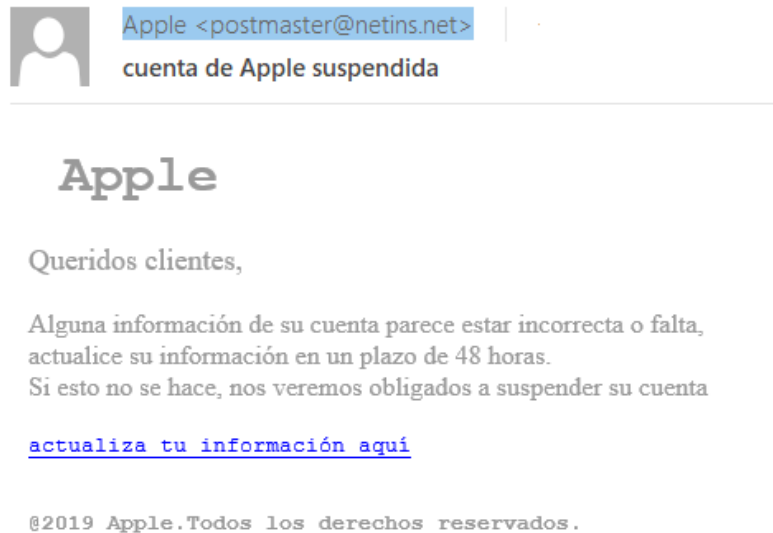 Apple <postmaster@netins.net>
cuenta de Apple suspendida
Apple
Queridos clientes,
Alguna información de su cuenta parece estar incorrecta o falta,
actualice su información en un plazo de 48 horas.
Si esto no se hace, nos veremos obligados a suspender su cuenta
actualiza tu información aquí
@2019 Apple.Todos los derechos reservados.